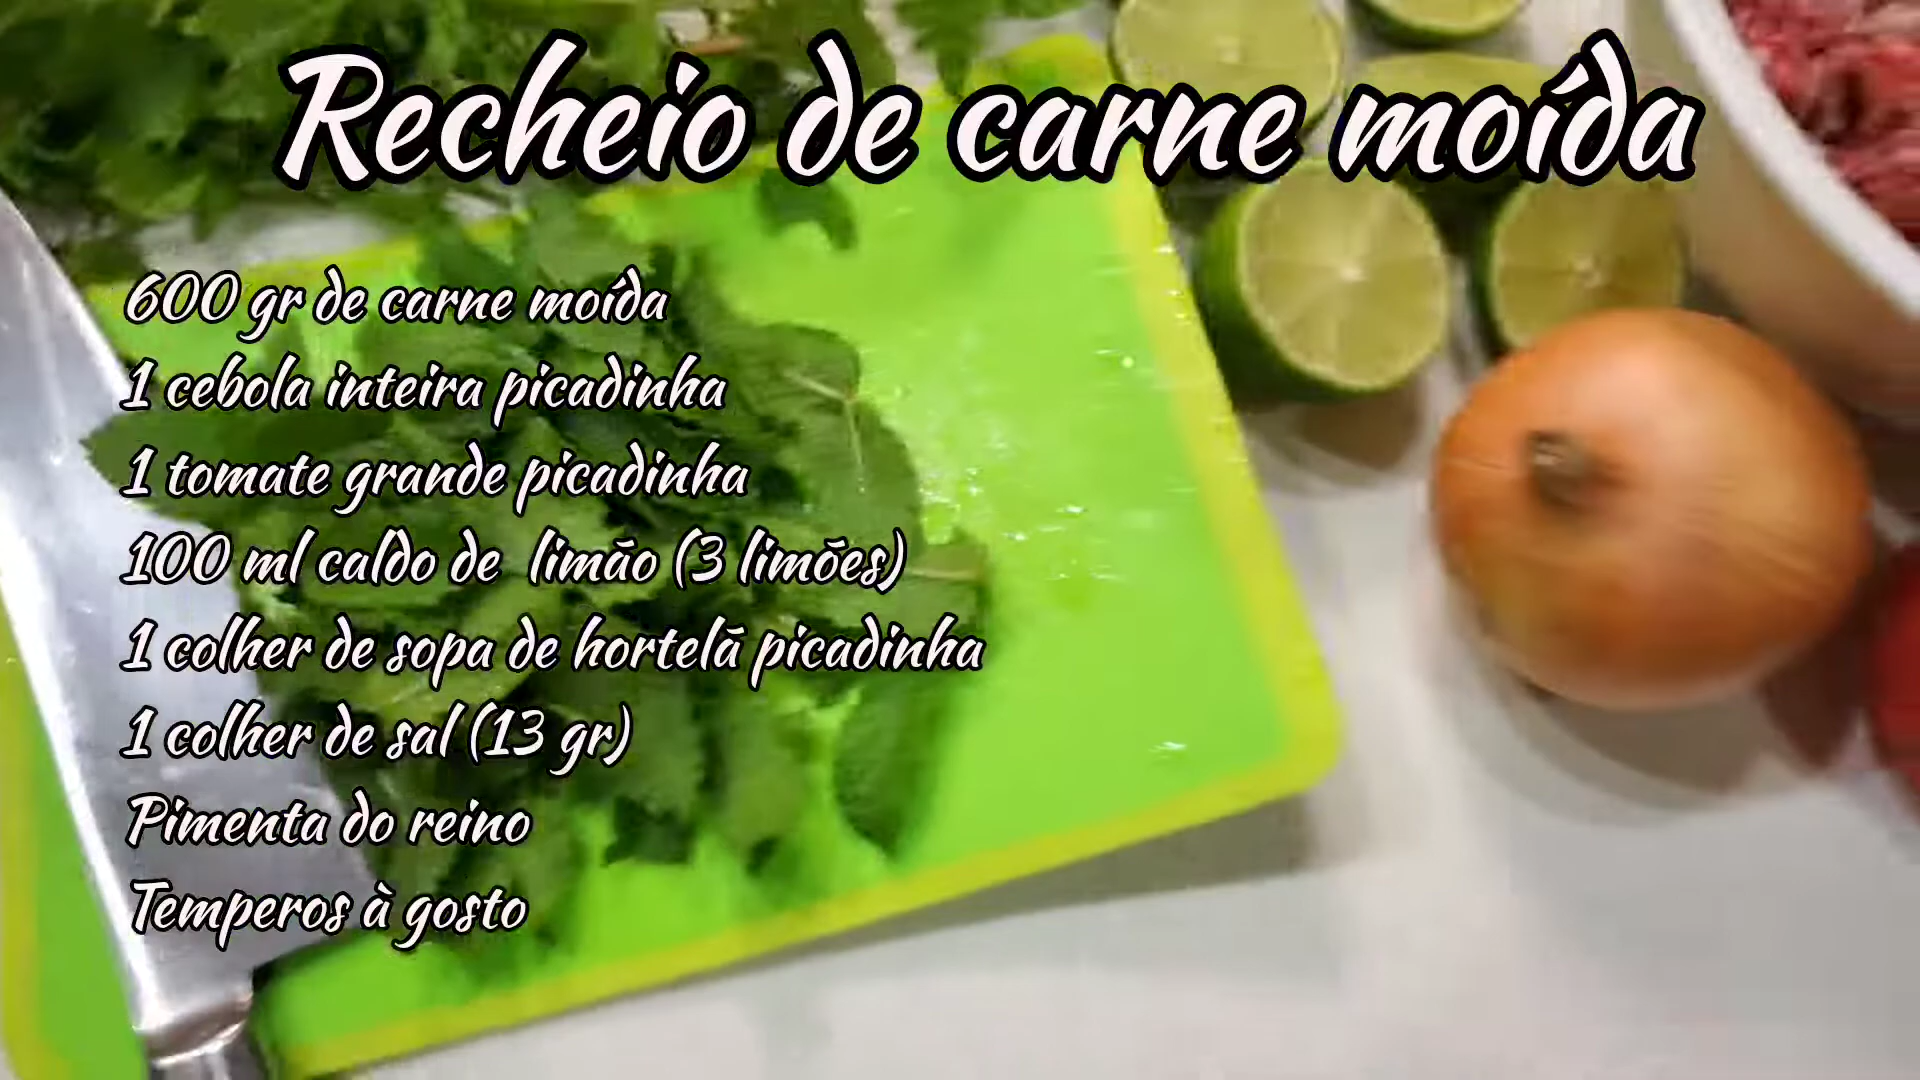 Recheio de carne moída
600 gr de carne moída
1 cebola inteira picadinha
1 tomate grande picadinha
100 ml caldo de limão (3 limões)
1 colher de sopa de hortelã picadinha
1 colher de sal (13 gr)
Pimenta do reino
Temperos à gosto